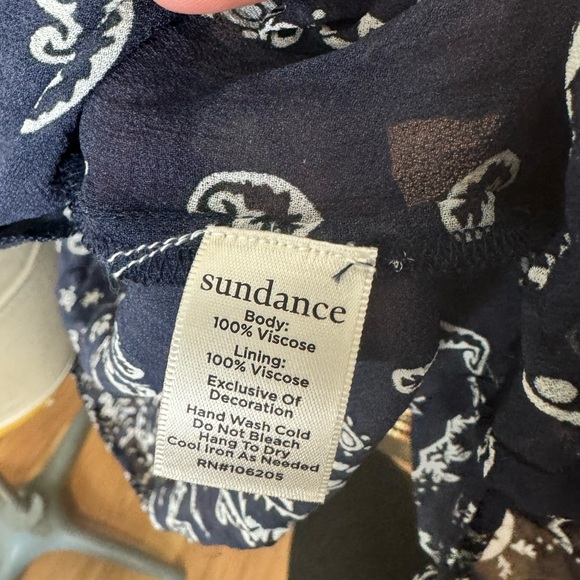 sundance
Body:
100% Viscose
Lining:
100% Viscose
Exclusive Of
Decoration
Hand Wash Cold
Do Not Bleach
Hang To Dry
Cool Iron As Needed
RN#106205